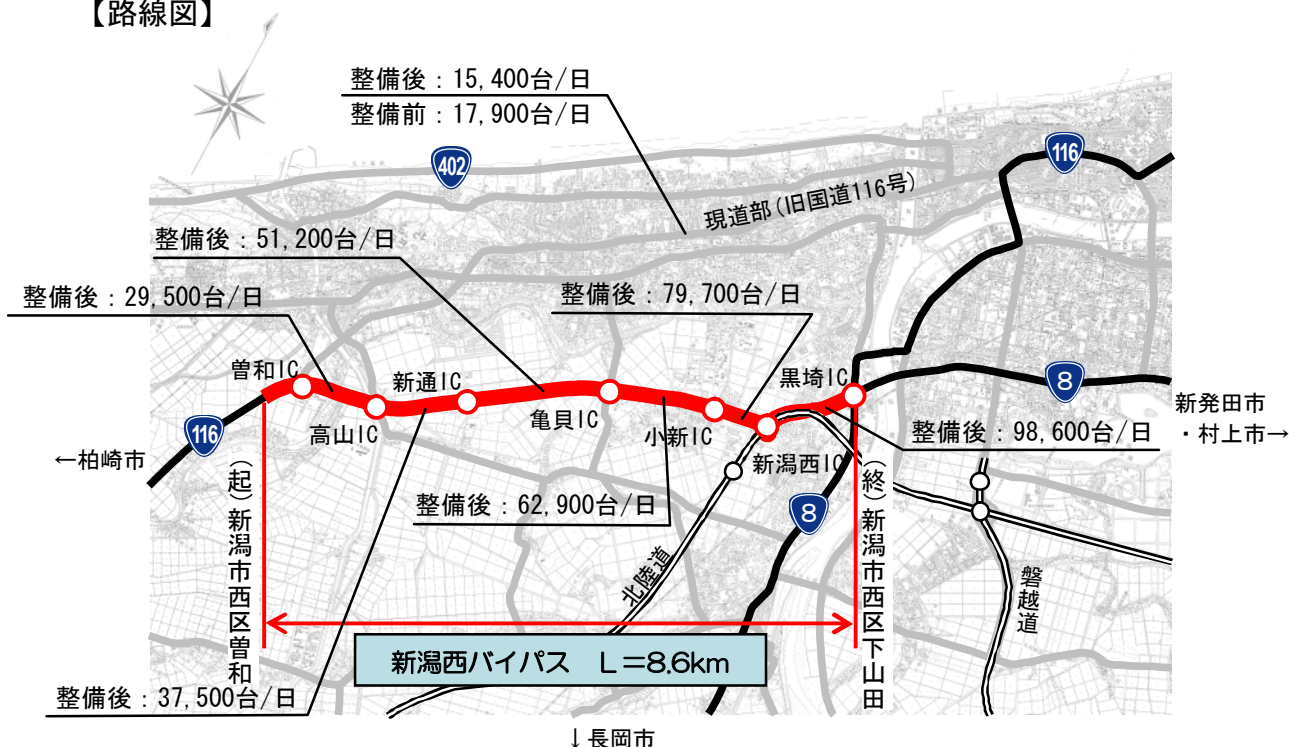 【路線図】
整備後：15,400台/日
整備前：17,900台/日
402
116
現道部(旧国道116号)
整備後：51,200台/日
整備後：29,500台/日
整備後：79,700台/日
曽和IC
新通IC
黒埼IC
8
高山IC
亀貝IC
小新IC
新潟西IC
新発田市
・村上市→
116
←柏崎市
整備後：98,600台/日
整備後：62,900台/日
8
(起)新潟市西区曽和
(終)新潟市西区下山田
北陸道
磐越道
新潟西バイパス　L=8.6km
整備後：37,500台/日
↓長岡市